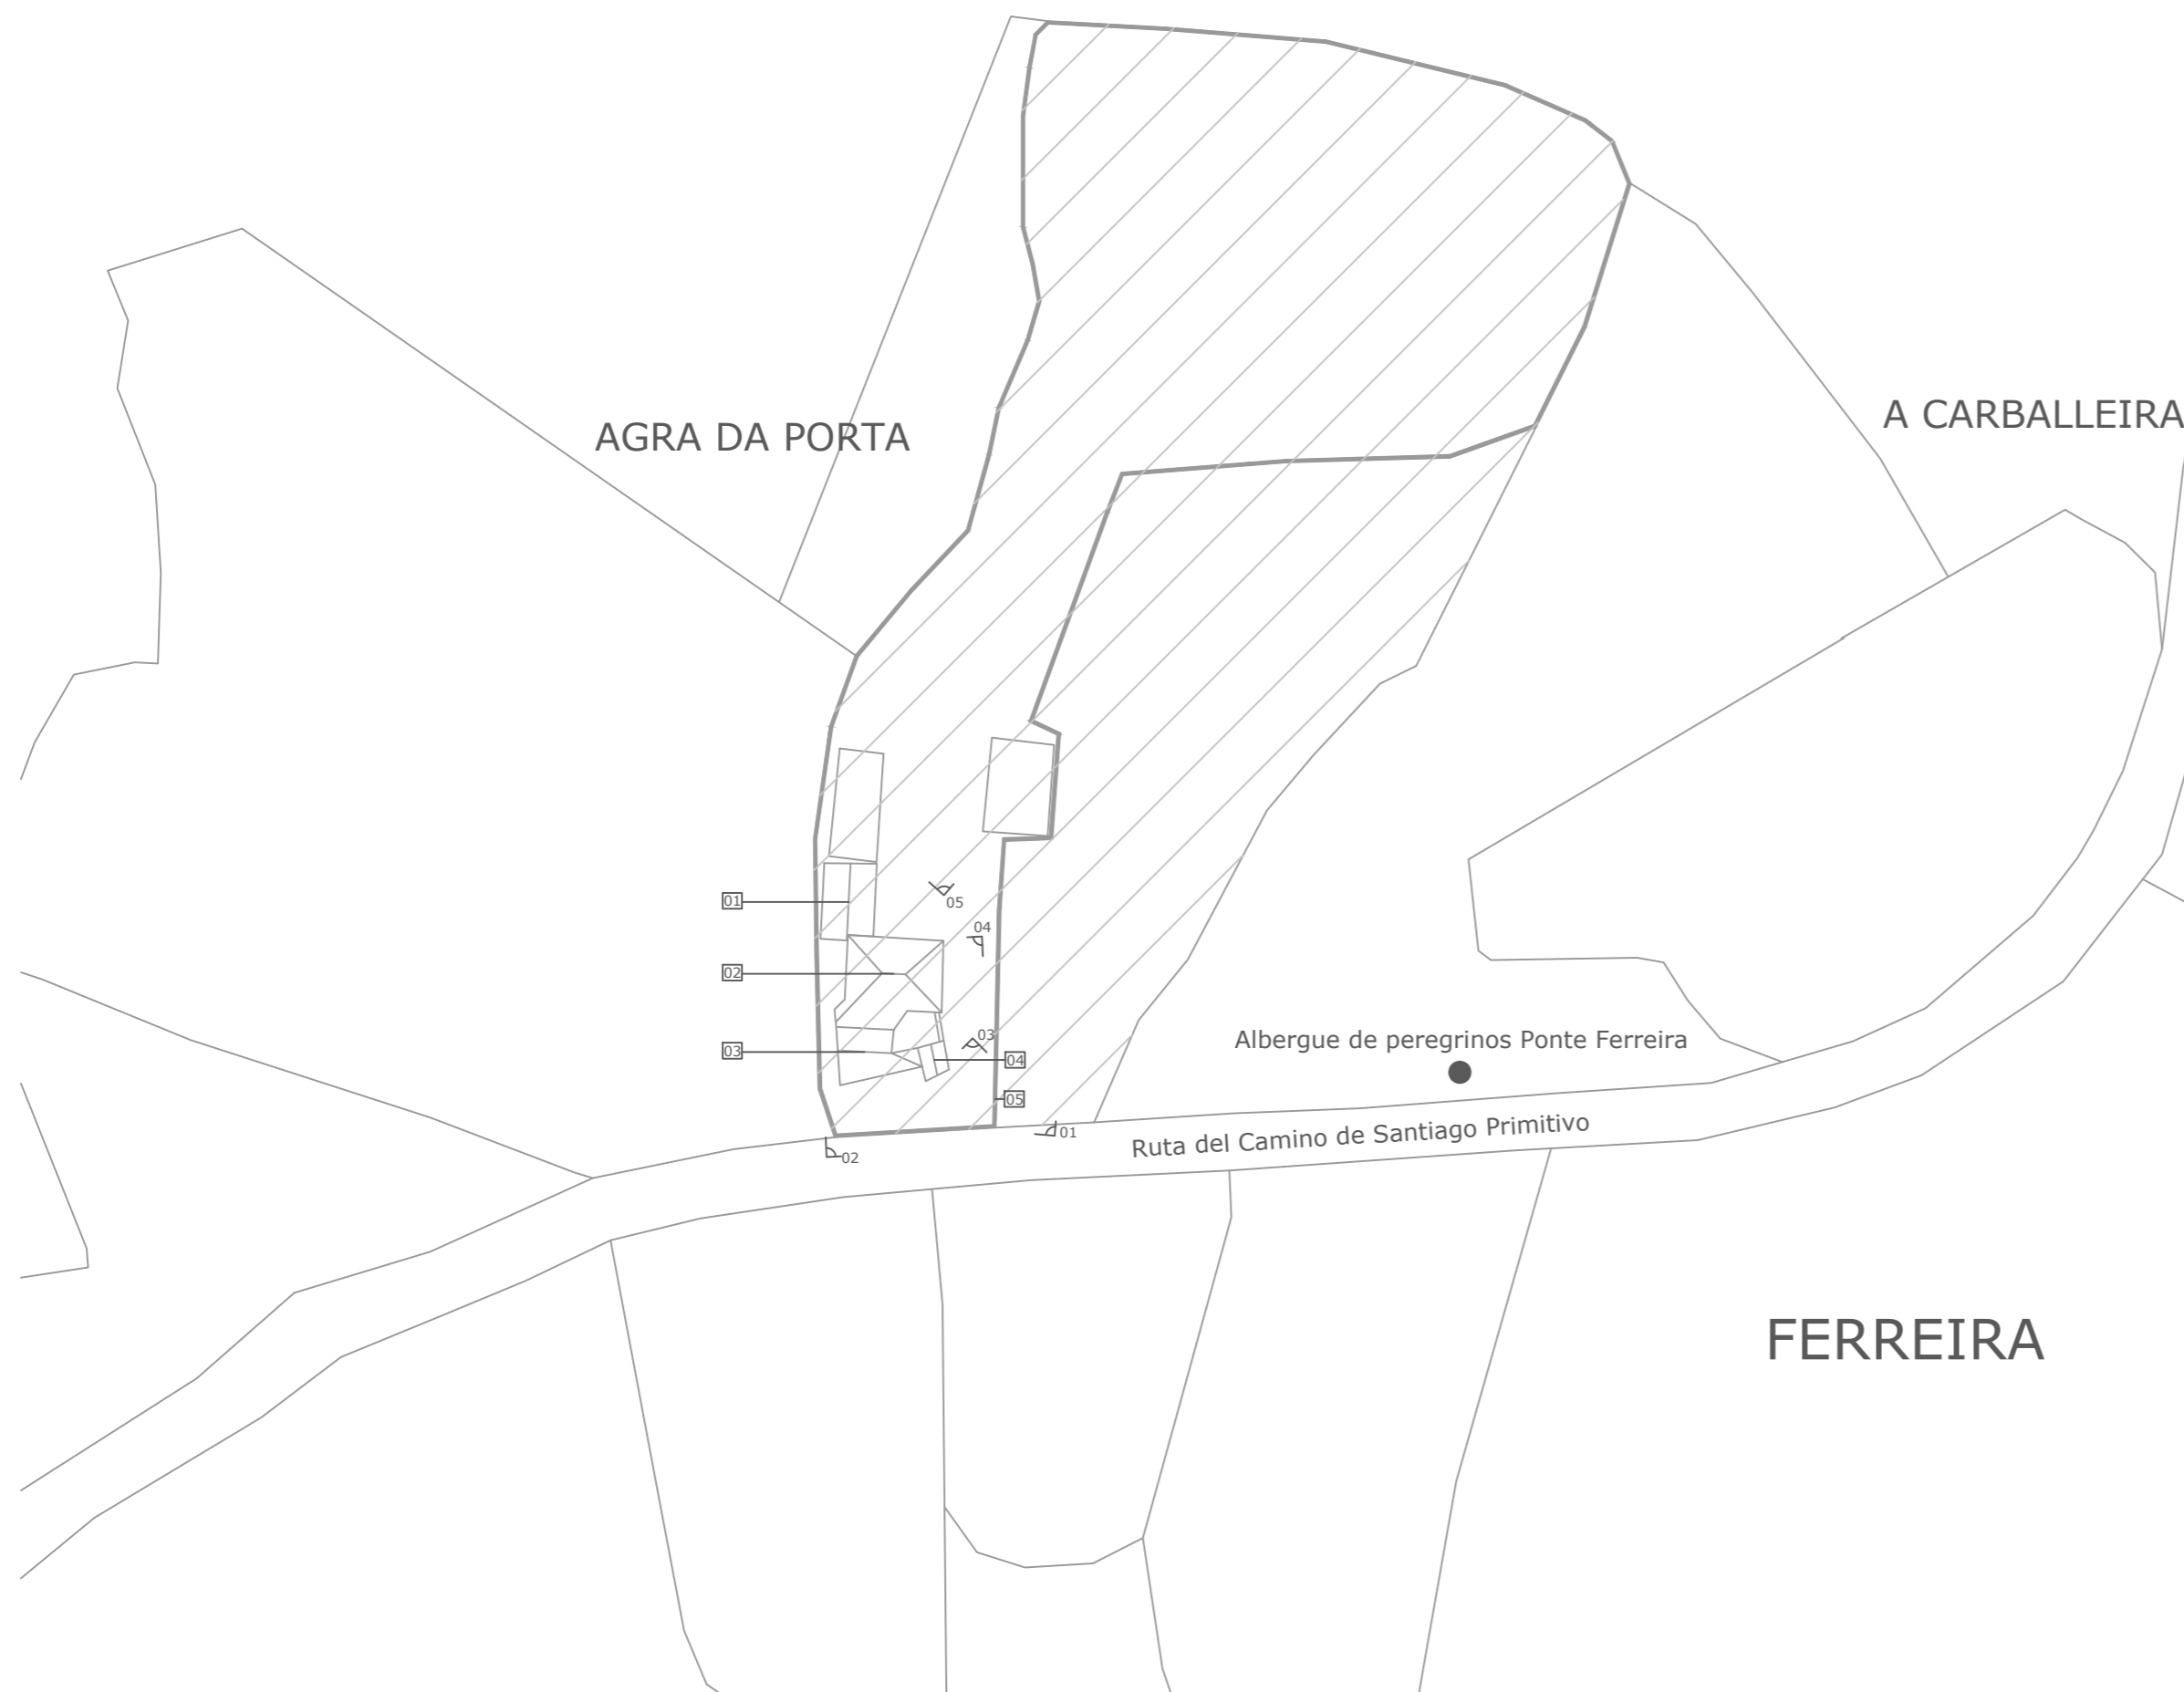 A CARBALLEIRA
AGRA DA PORTA
01
05
04
02
03
Albergue de peregrinos Ponte Ferreira
03
04
05
Ruta del Camino de Santiago Primitivo
01
02
FERREIRA